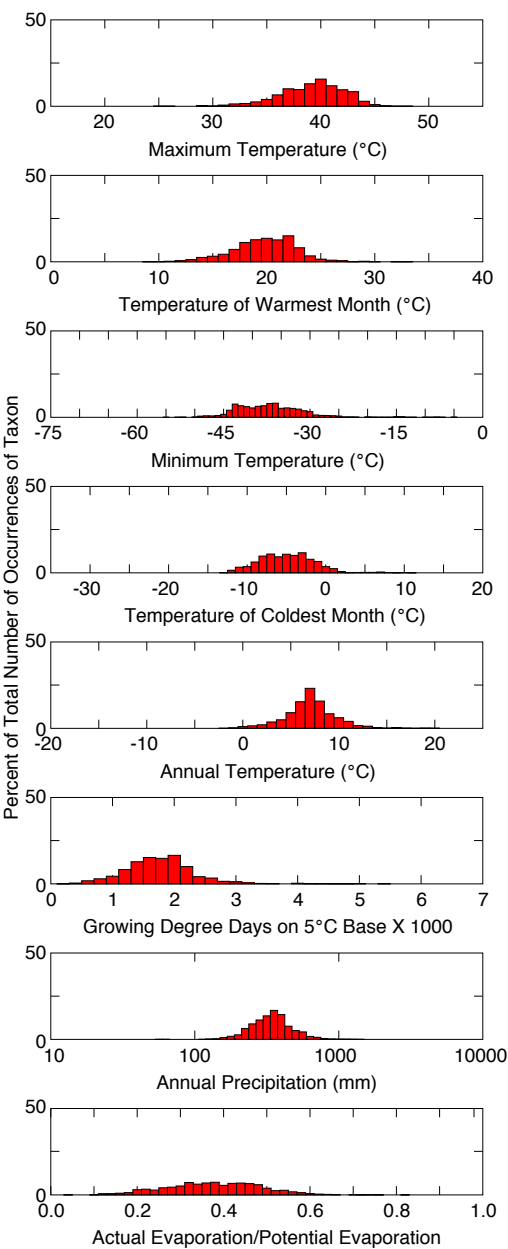 Percent of Total Number of Occurrences of Taxon
50
0
20 30 40 50
Maximum Temperature (°C)
50
0
0 10 20 30 40
Temperature of Warmest Month (°C)
50
0
-75 -60 -45 -30 -15 0
Minimum Temperature (°C)
50
0
-30 -20 -10 0 10 20
Temperature of Coldest Month (°C)
50
0
-20 -10 0 10 20
Annual Temperature (°C)
50
0
0 1 2 3 4 5 6 7
Growing Degree Days on 5°C Base X 1000
50
0
10 100 1000 10000
Annual Precipitation (mm)
50
0
0.0 0.2 0.4 0.6 0.8 1.0
Actual Evaporation/Potential Evaporation